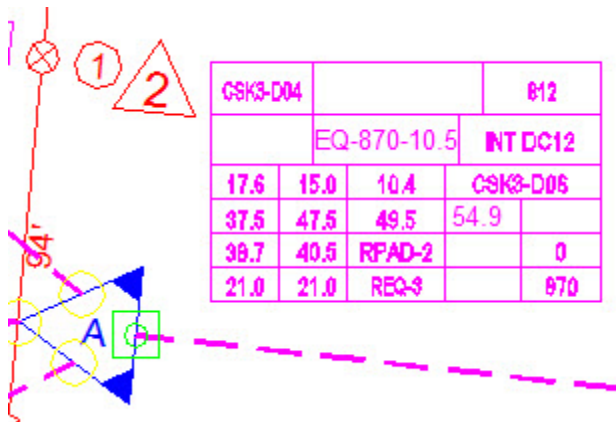 1
2
CSK3-D04 812
EQ-870-10.5 INT DC12
17.6 15.0 10.4 CSK3-D06
37.5 47.5 49.5 54.9
39.7 40.5 RPAD-2 0
21.0 21.0 REQ-3 870
94'
A